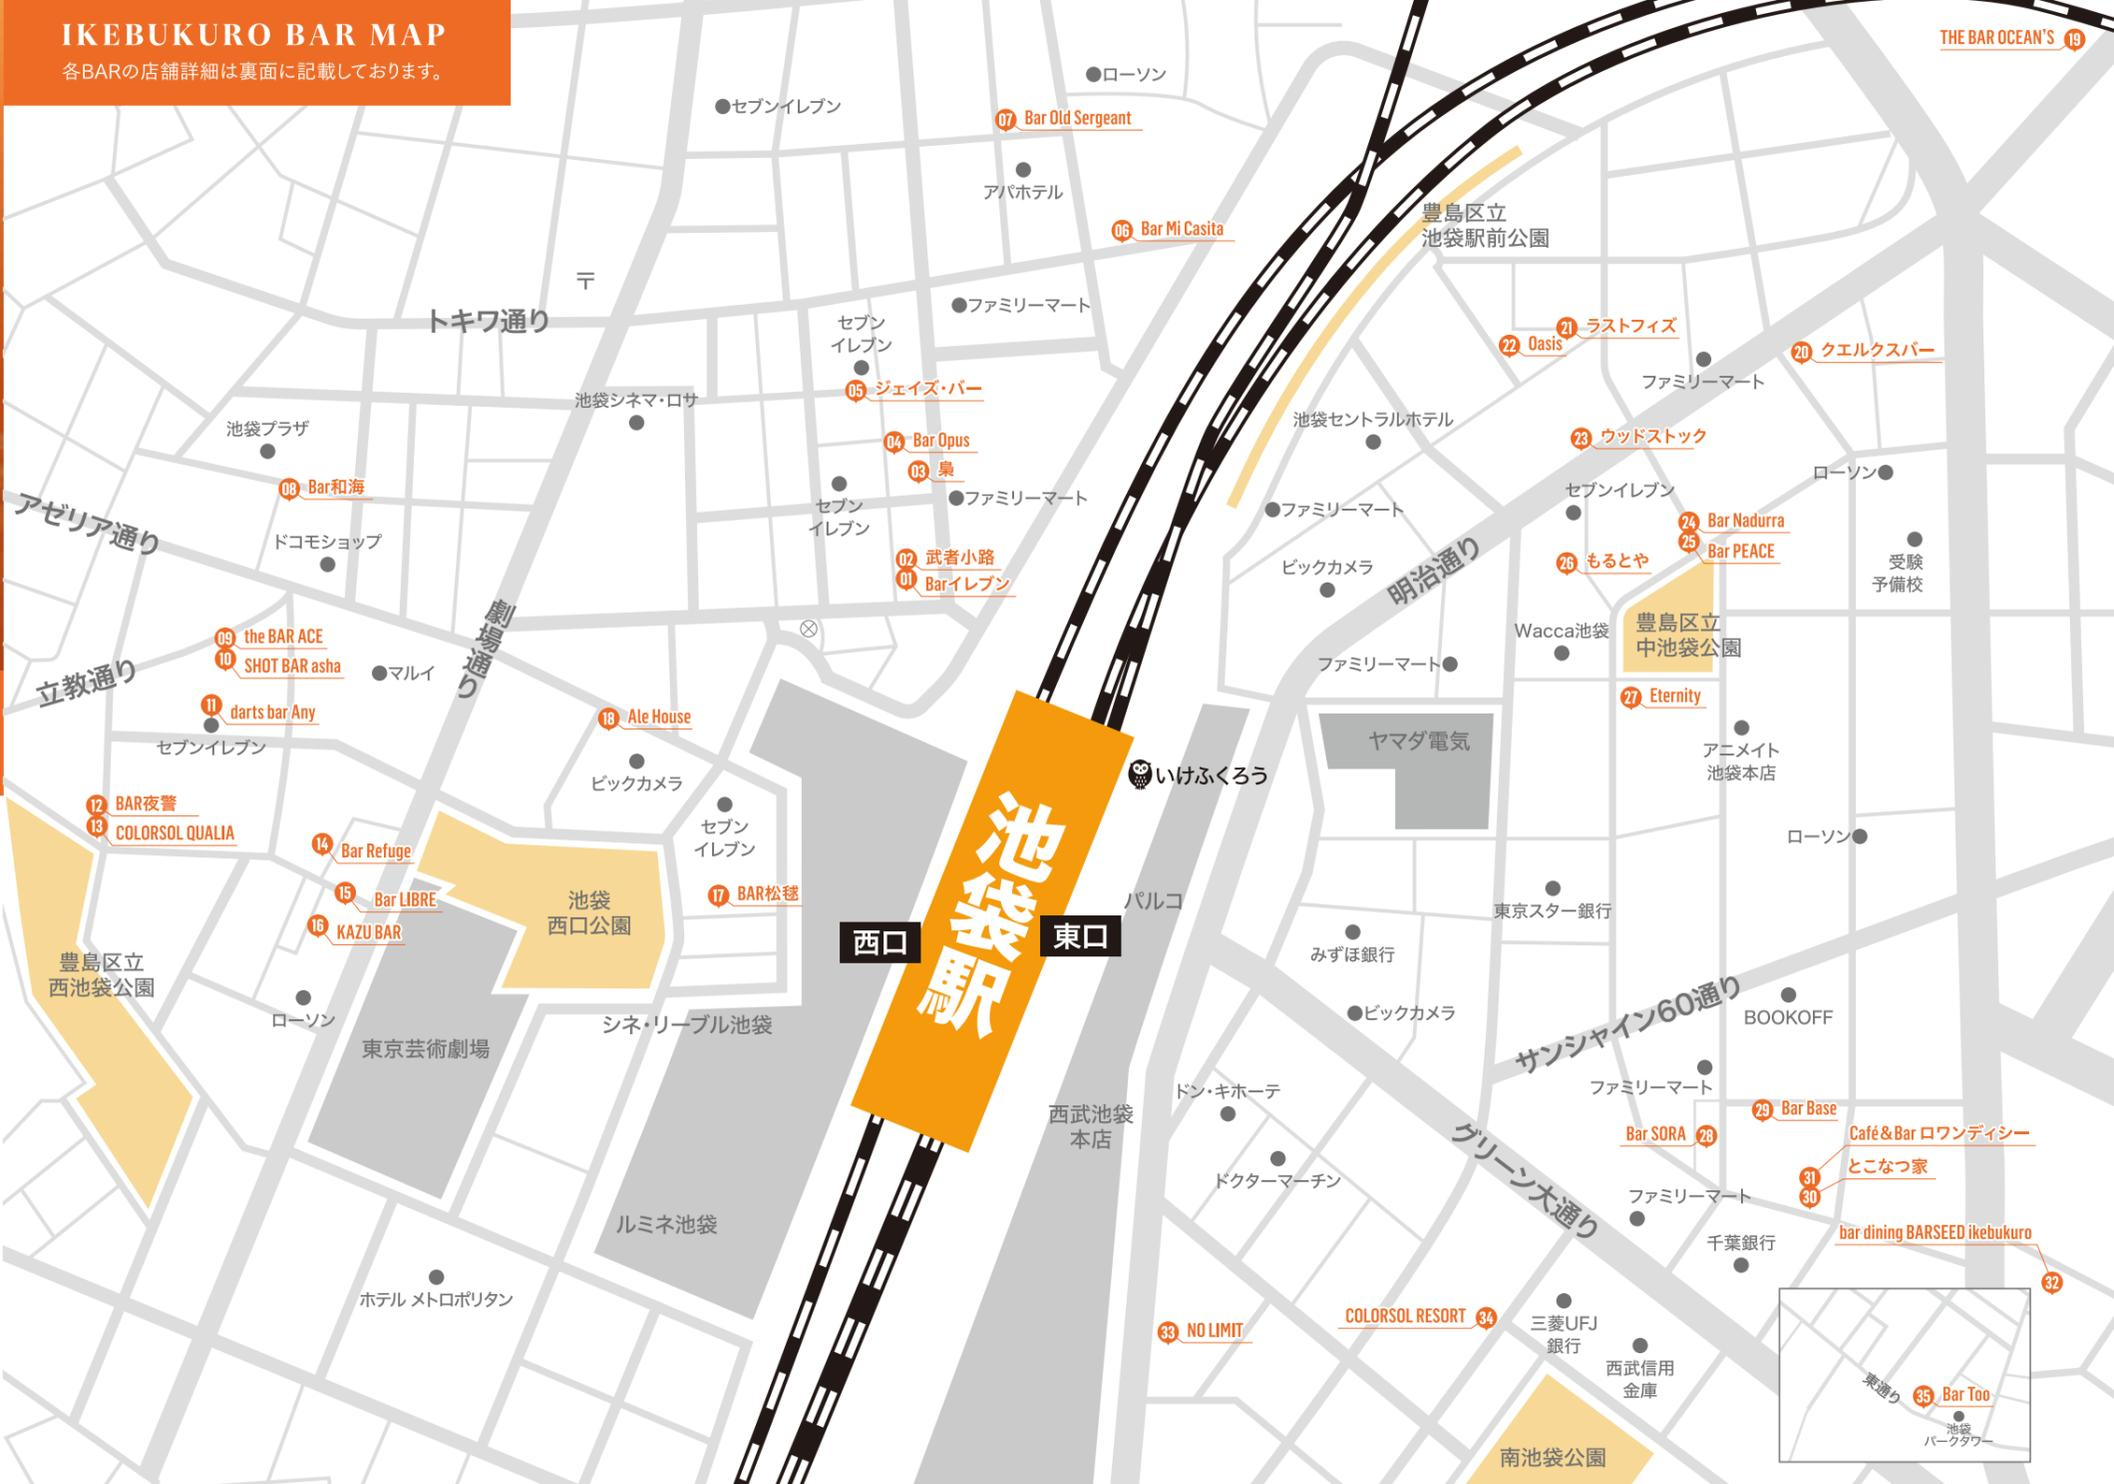 IKEBUKURO BAR MAP
各BARの店舗詳細は裏面に記載しております。
THE BAR OCEAN'S 19
ローソン
セブンイレブン
07 Bar Old Sergeant
アパホテル
06 Bar Mi Casita
豊島区立
池袋駅前公園
〒
トキワ通り
ファミリーマート
セブン
イレブン
05 ジェイズ・バー
21 ラストフィズ
22 Oasis
20 クエルクスバー
ファミリーマート
池袋シネマ・ロサ
池袋プラザ
04 Bar Opus
03 梟
池袋セントラルホテル
23 ウッドストック
ローソン
08 Bar和海
セブン
イレブン
ファミリーマート
ファミリーマート
セブンイレブン
アゼリア通り
ドコモショップ
24 Bar Nadurra
25 Bar PEACE
02 武者小路
01 Barイレブン
ビックカメラ
明治通り
26 もるとや
受験
予備校
劇場通り
09 the BAR ACE
10 SHOT BAR asha
マルイ
立教通り
Wacca池袋
豊島区立
中池袋公園
ファミリーマート
11 darts bar Any
セブンイレブン
18 Ale House
27 Eternity
ヤマダ電気
アニメイト
池袋本店
ビックカメラ
いけふくろう
12 BAR夜警
13 COLORSOL QUALIA
セブン
イレブン
14 Bar Refuge
15 Bar LIBRE
16 KAZU BAR
17 BAR松毬
池袋
西口公園
池袋駅
西口
東口
パルコ
ローソン
東京スター銀行
みずほ銀行
豊島区立
西池袋公園
ローソン
東京芸術劇場
シネ・リーブル池袋
ビックカメラ
サンシャイン60通り
BOOKOFF
ファミリーマート
ドン・キホーテ
西武池袋
本店
29 Bar Base
Bar SORA 28
Café&Bar ロワンディシー
31
とこなつ家
30
グリーン大通り
ドクターマーチン
ファミリーマート
ルミネ池袋
千葉銀行
bar dining BARSEED ikebukuro
32
ホテル メトロポリタン
33 NO LIMIT
COLORSOL RESORT 34
三菱UFJ
銀行
西武信用
金庫
東通り
35 Bar Too
池袋
パークタワー
南池袋公園